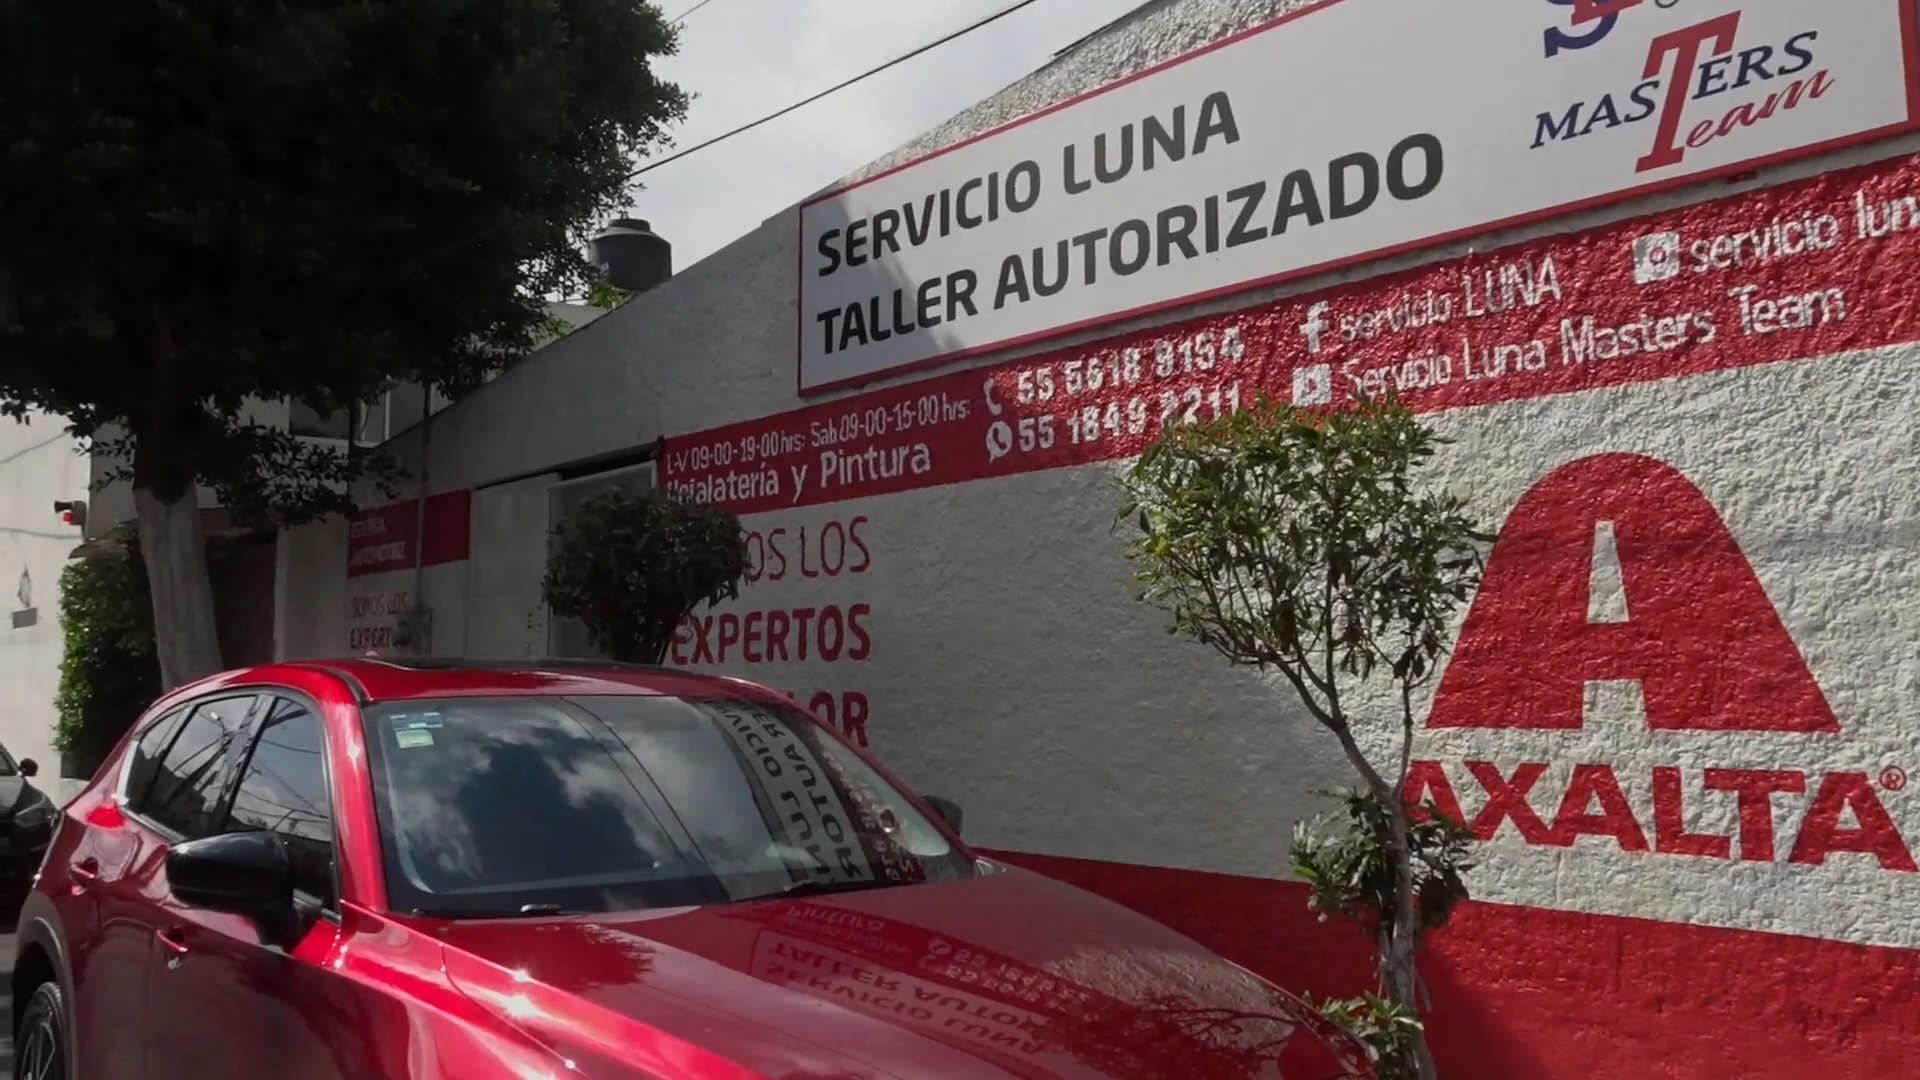 MASTERS
Team
SERVICIO LUNA
TALLER AUTORIZADO
L-V 09-00-19-00 hrs: Sab 09-00-15-00 hrs:
Hojalatería y Pintura
55 5618 9154
55 1849 2211
servicio LUNA
servicio lun
Servicio Luna Masters Team
OS LOS
EXPERTOS
LOR
AXALTA®
SOMOS LOS
EXPERT